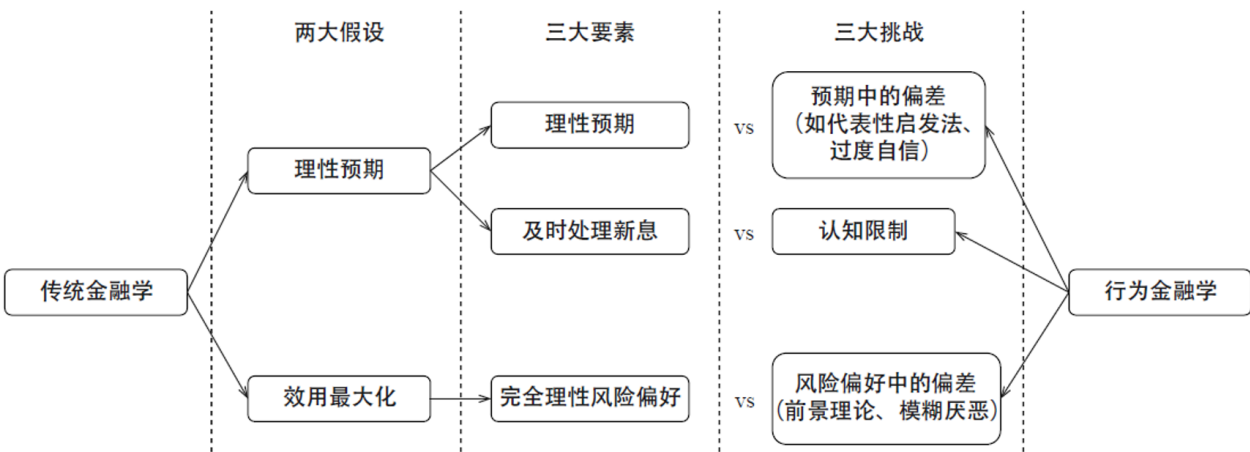 两大假设
三大要素
三大挑战
理性预期
vs
预期中的偏差
（如代表性启发法、
过度自信）
理性预期
及时处理新息
vs
认知限制
传统金融学
行为金融学
效用最大化
完全理性风险偏好
vs
风险偏好中的偏差
(前景理论、模糊厌恶)